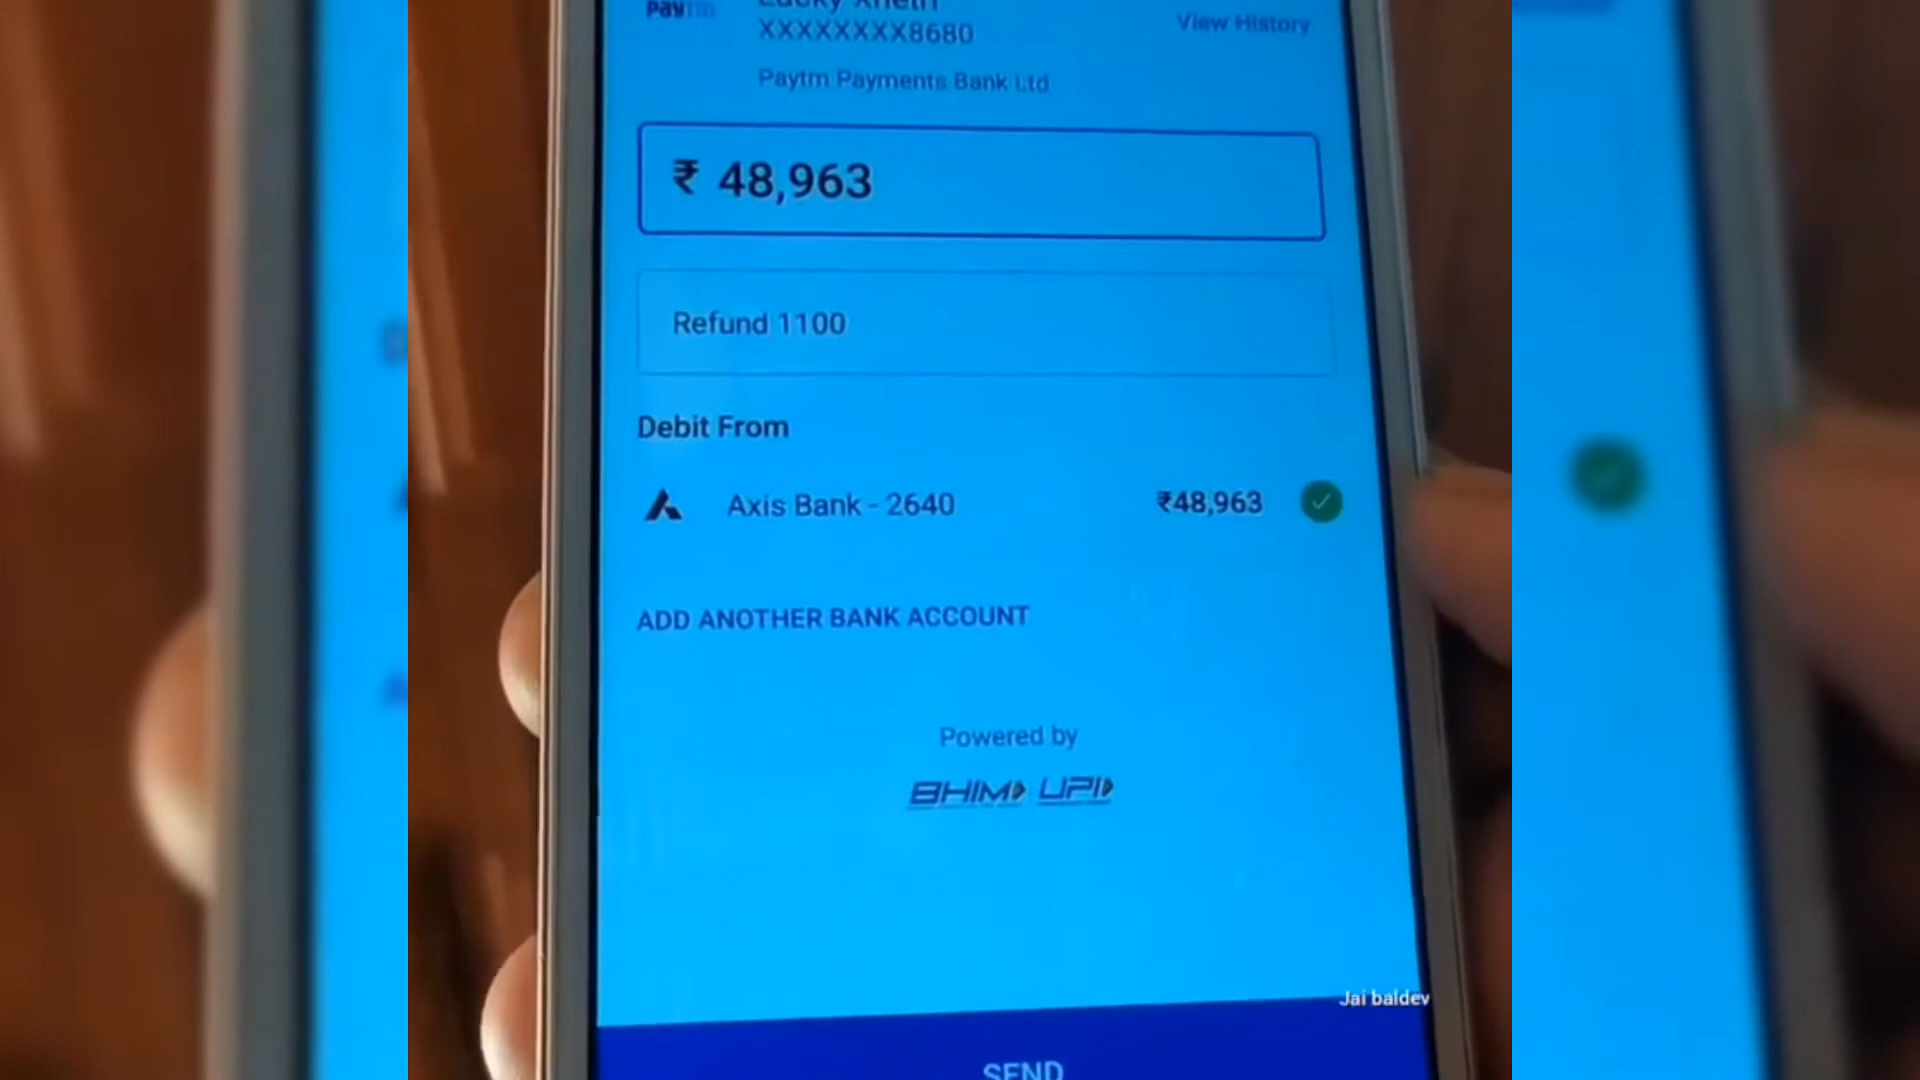 paytm
XXXXXXXX8680
View History
Paytm Payments Bank Ltd
₹ 48,963
Refund 1100
Debit From
Axis Bank - 2640
₹48,963
ADD ANOTHER BANK ACCOUNT
Powered by
BHIM UPI
Jai baldev
SEND